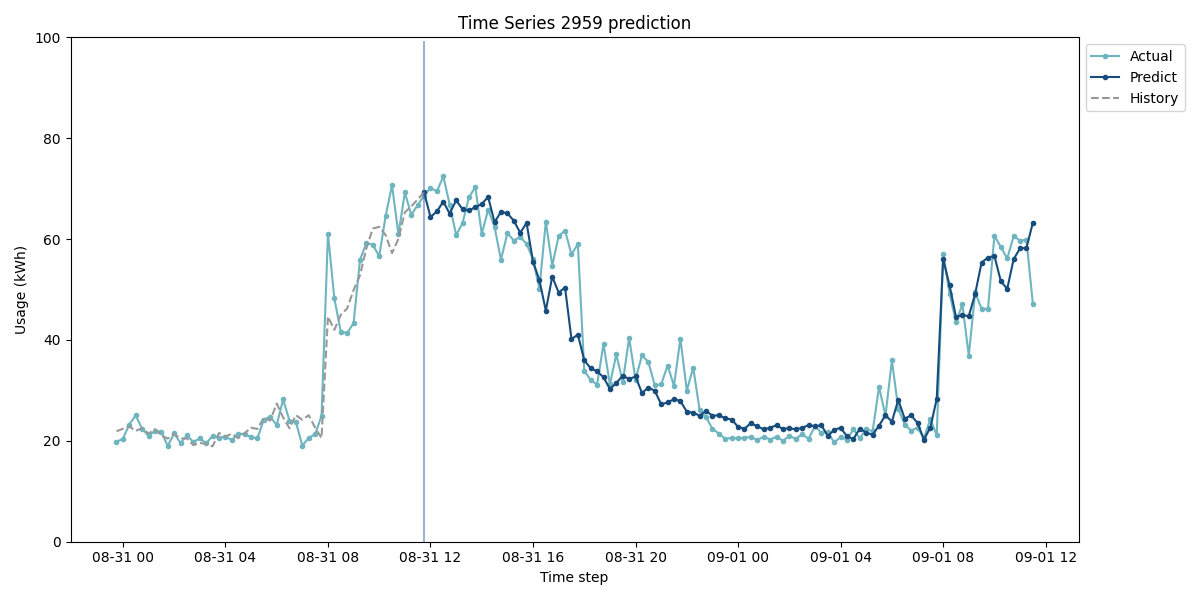 Time Series 2959 prediction
100
80
60
40
20
0
Usage (kWh)
08-31 00
08-31 04
08-31 08
08-31 12
08-31 16
08-31 20
09-01 00
09-01 04
09-01 08
09-01 12
Time step
Actual
Predict
History